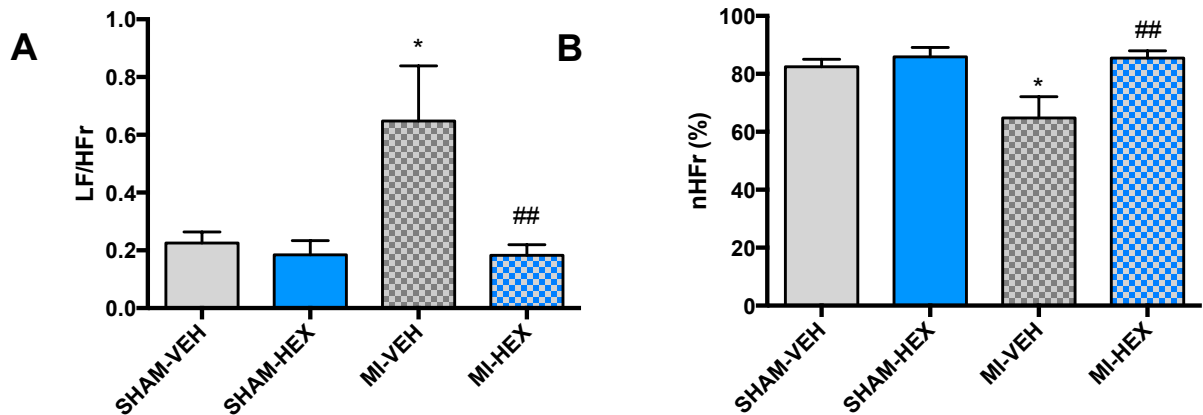 A
LF/HFr
1.0
0.8
0.6
0.4
0.2
0.0
*
##
SHAM-VEH
SHAM-HEX
MI-VEH
MI-HEX
B
nHFr (%)
100
80
60
40
20
0
*
##
SHAM-VEH
SHAM-HEX
MI-VEH
MI-HEX